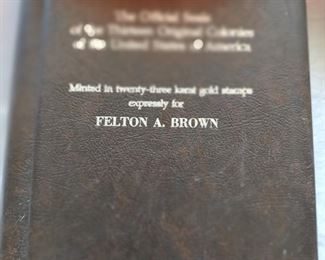 The Official Seals
of the Thirteen Original Colonies
of the United States of America
Minted in twenty-three karat gold stamps
expressly for
FELTON A. BROWN